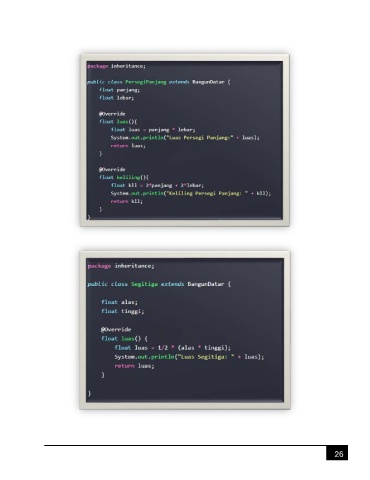 package inheritance;
public class PersegiPanjang extends BangunDatar {
float panjang;
float lebar;
@Override
float luas(){
float luas = panjang * lebar;
System.out.println("Luas Persegi Panjang:" + luas);
return luas;
}
@Override
float keliling(){
float kll = 2*panjang + 2*lebar;
System.out.println("Keliling Persegi Panjang: " + kll);
return kll;
}
}
package inheritance;
public class Segitiga extends BangunDatar {
float alas;
float tinggi;
@Override
float luas() {
float luas = 1/2 * (alas * tinggi);
System.out.println("Luas Segitiga: " + luas);
return luas;
}
}
26